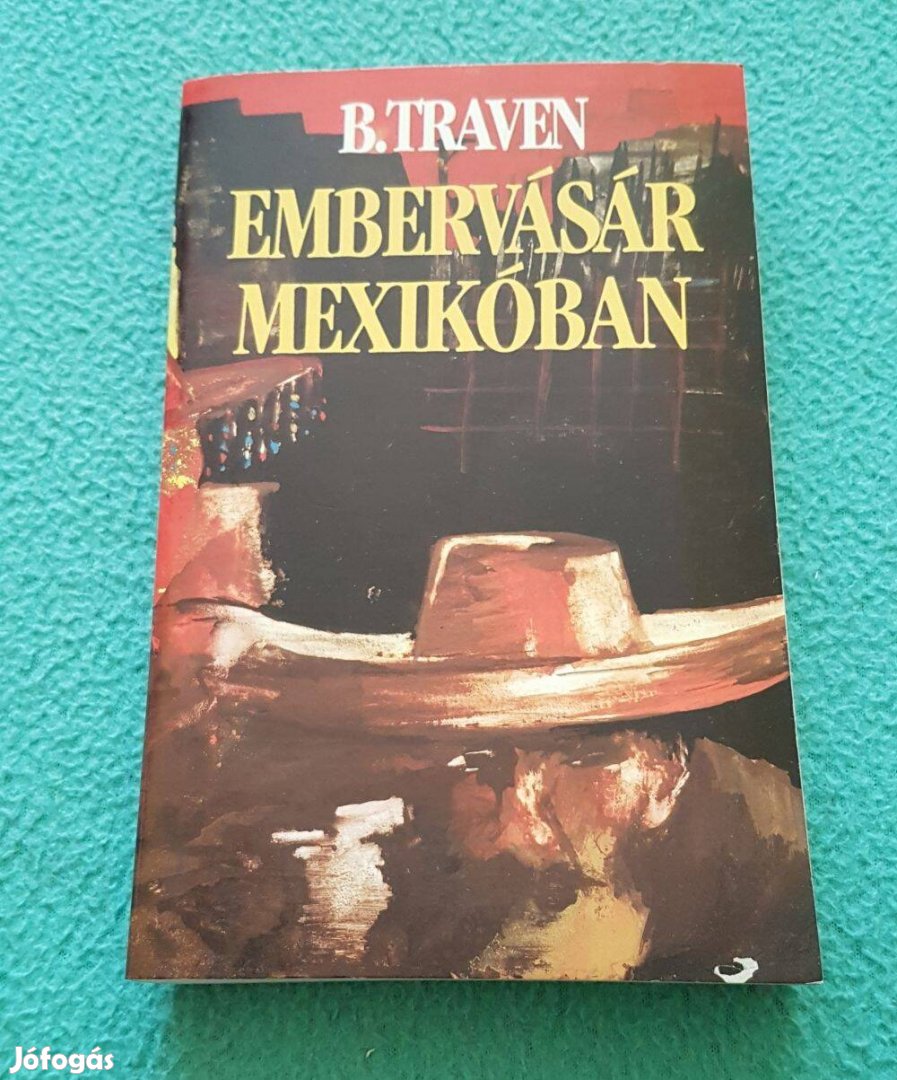 B. TRAVEN
EMBERVÁSÁR
MEXIKÓBAN
Jófogás